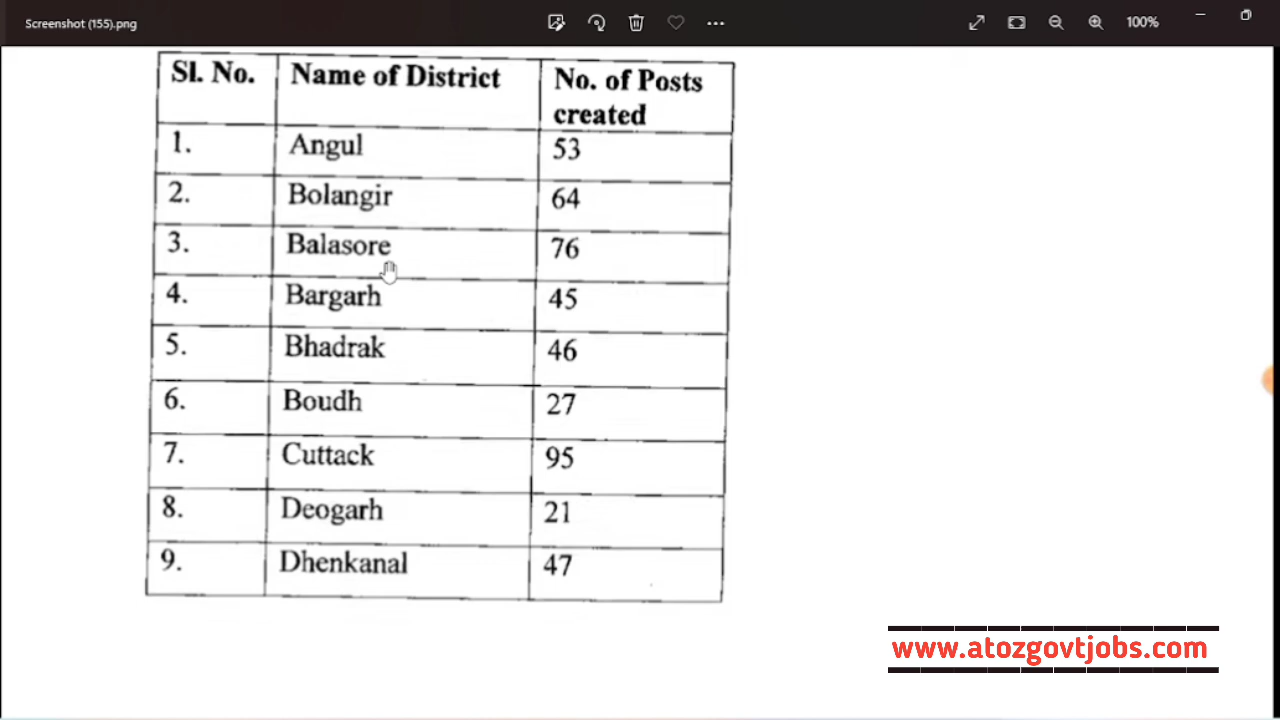 Screenshot (155).png
100%
Sl. No. Name of District No. of Posts created
1. Angul 53
2. Bolangir 64
3. Balasore 76
4. Bargarh 45
5. Bhadrak 46
6. Boudh 27
7. Cuttack 95
8. Deogarh 21
9. Dhenkanal 47
www.atozgovtjobs.com